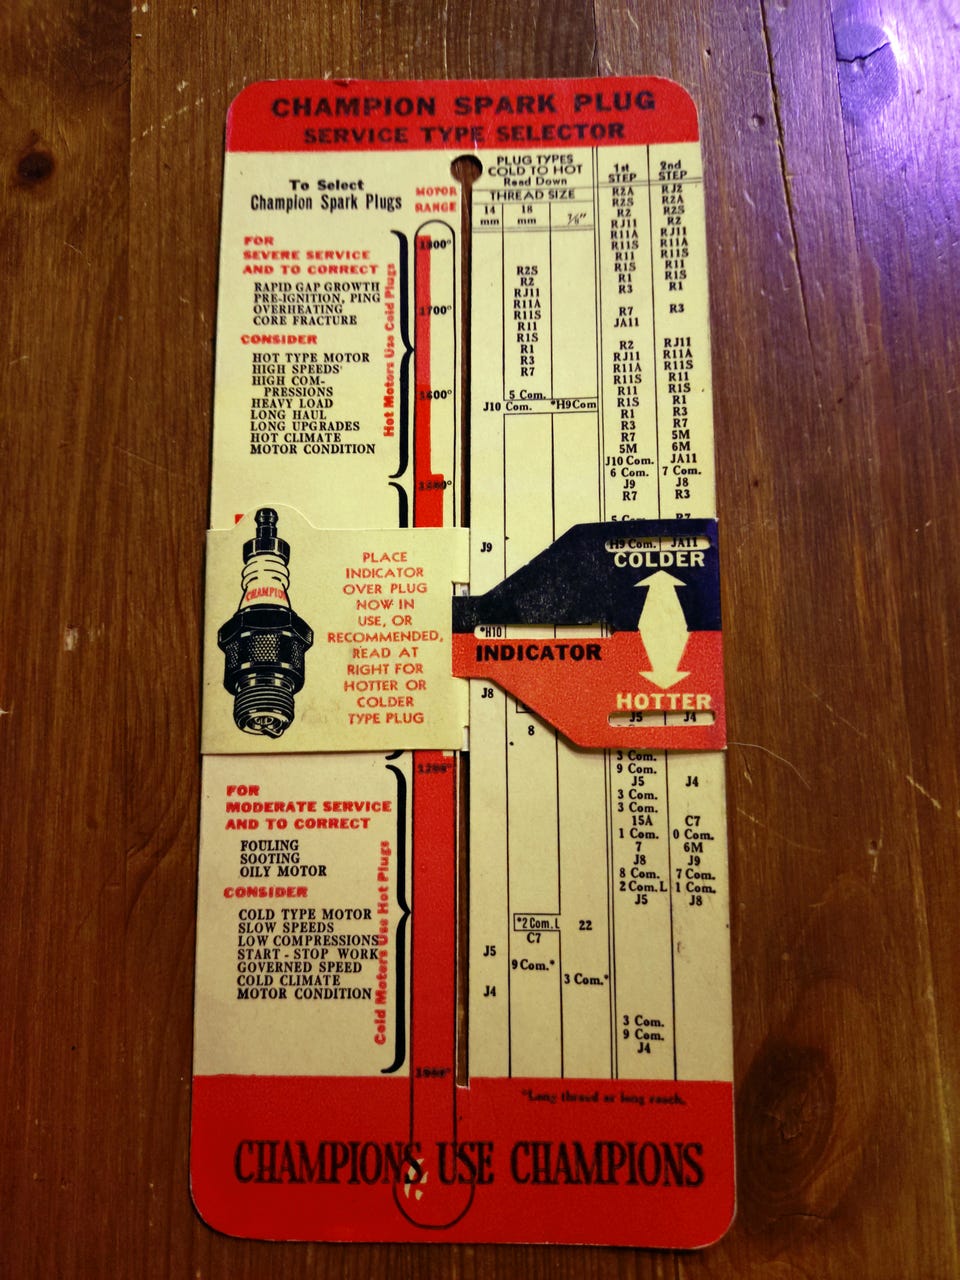 CHAMPION SPARK PLUG
SERVICE TYPE SELECTOR
To Select
Champion Spark Plugs
FOR
SEVERE SERVICE
AND TO CORRECT
RAPID GAP GROWTH
PRE-IGNITION, PING
OVERHEATING
CORE FRACTURE
CONSIDER
HOT TYPE MOTOR
HIGH SPEEDS
HIGH COM-
PRESSIONS
HEAVY LOAD
LONG HAUL
LONG UPGRADES
HOT CLIMATE
MOTOR CONDITION
Hot Motors Use Cold Plugs
MOTOR
RANGE
1800°
1700°
1600°
CHAMPION
PLACE
INDICATOR
OVER PLUG
NOW IN
USE, OR
RECOMMENDED,
READ AT
RIGHT FOR
HOTTER OR
COLDER
TYPE PLUG
FOR
MODERATE SERVICE
AND TO CORRECT
FOULING
SOOTING
OILY MOTOR
CONSIDER
COLD TYPE MOTOR
SLOW SPEEDS
LOW COMPRESSIONS
START - STOP WORK
GOVERNED SPEED
COLD CLIMATE
MOTOR CONDITION
Cold Motors Use Hot Plugs
1200°
PLUG TYPES
COLD TO HOT
Read Down
THREAD SIZE
14 mm
18 mm
7/8"
R2S
R2
RJ11
R11A
R11S
R11
R1S
R1
R3
R7
5 Com.
J10 Com. *H9Com
J9
*H10
INDICATOR
J8
8
*2 Com.L 22
C7
J5
9 Com.*
3 Com.*
J4
1st STEP 2nd STEP
R2A RJ2
R2S R2A
R2 R2S
RJ11 R2
R11A RJ11
R11S R11A
R11 R11S
R1S R11
R1 R1S
R3 R1
R7 R3
JA11
R2 RJ11
RJ11 R11A
R11A R11S
R11S R11
R11 R1S
R1S R1
R1 R3
R3 R7
R7 5M
5M 6M
J10 Com. JA11
6 Com. 7 Com.
J9 J8
R7 R3
5 Com. R7
H9 Com. JA11
COLDER
HOTTER
J5 J4
3 Com.
9 Com.
J5 J4
3 Com.
3 Com.
15A C7
1 Com. 0 Com.
7 6M
J8 J9
8 Com. 7 Com.
2 Com.L 1 Com.
J5 J8
3 Com.
9 Com.
J4
*Long thread or long reach.
CHAMPIONS USE CHAMPIONS